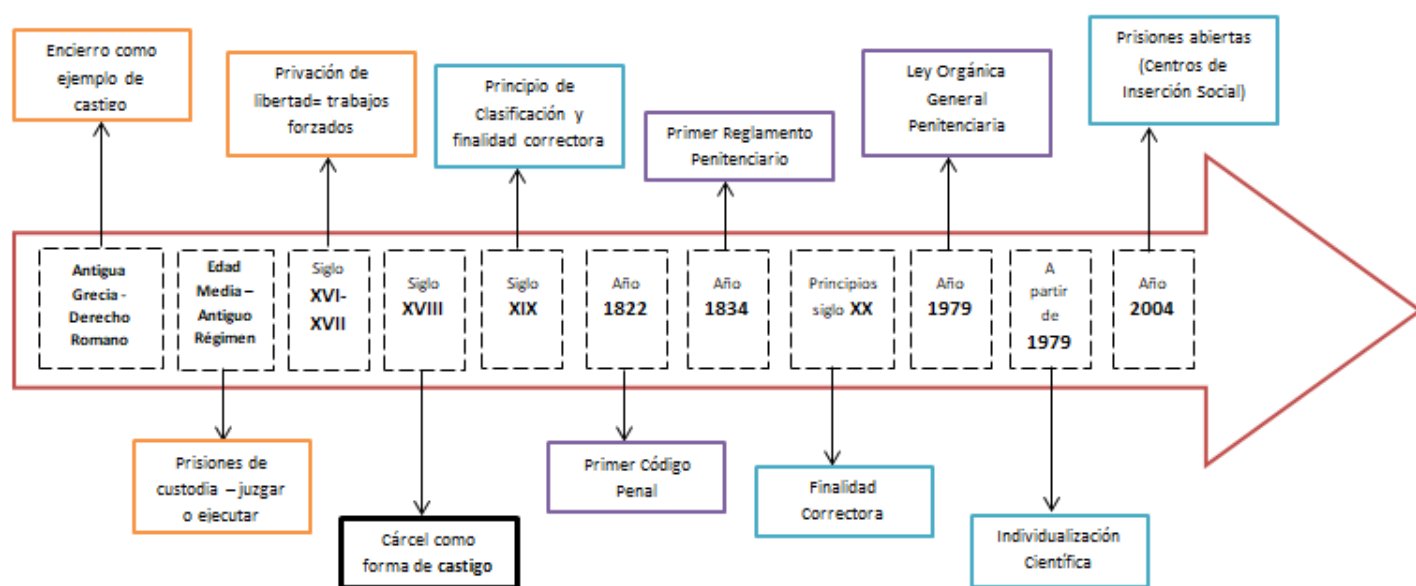 Encierro como
ejemplo de
castigo
Privación de
libertad= trabajos
forzados
Principio de
Clasificación y
finalidad correctora
Primer Reglamento
Penitenciario
Ley Orgánica
General
Penitenciaria
Prisiones abiertas
(Centros de
Inserción Social)
Antigua
Grecia -
Derecho
Romano
Edad
Media –
Antiguo
Régimen
Siglo
XVI-
XVII
Siglo
XVIII
Siglo
XIX
Año
1822
Año
1834
Principios
siglo XX
Año
1979
A
partir
de
1979
Año
2004
Prisiones de
custodia – juzgar
o ejecutar
Cárcel como
forma de castigo
Primer Código
Penal
Finalidad
Correctora
Individualización
Científica